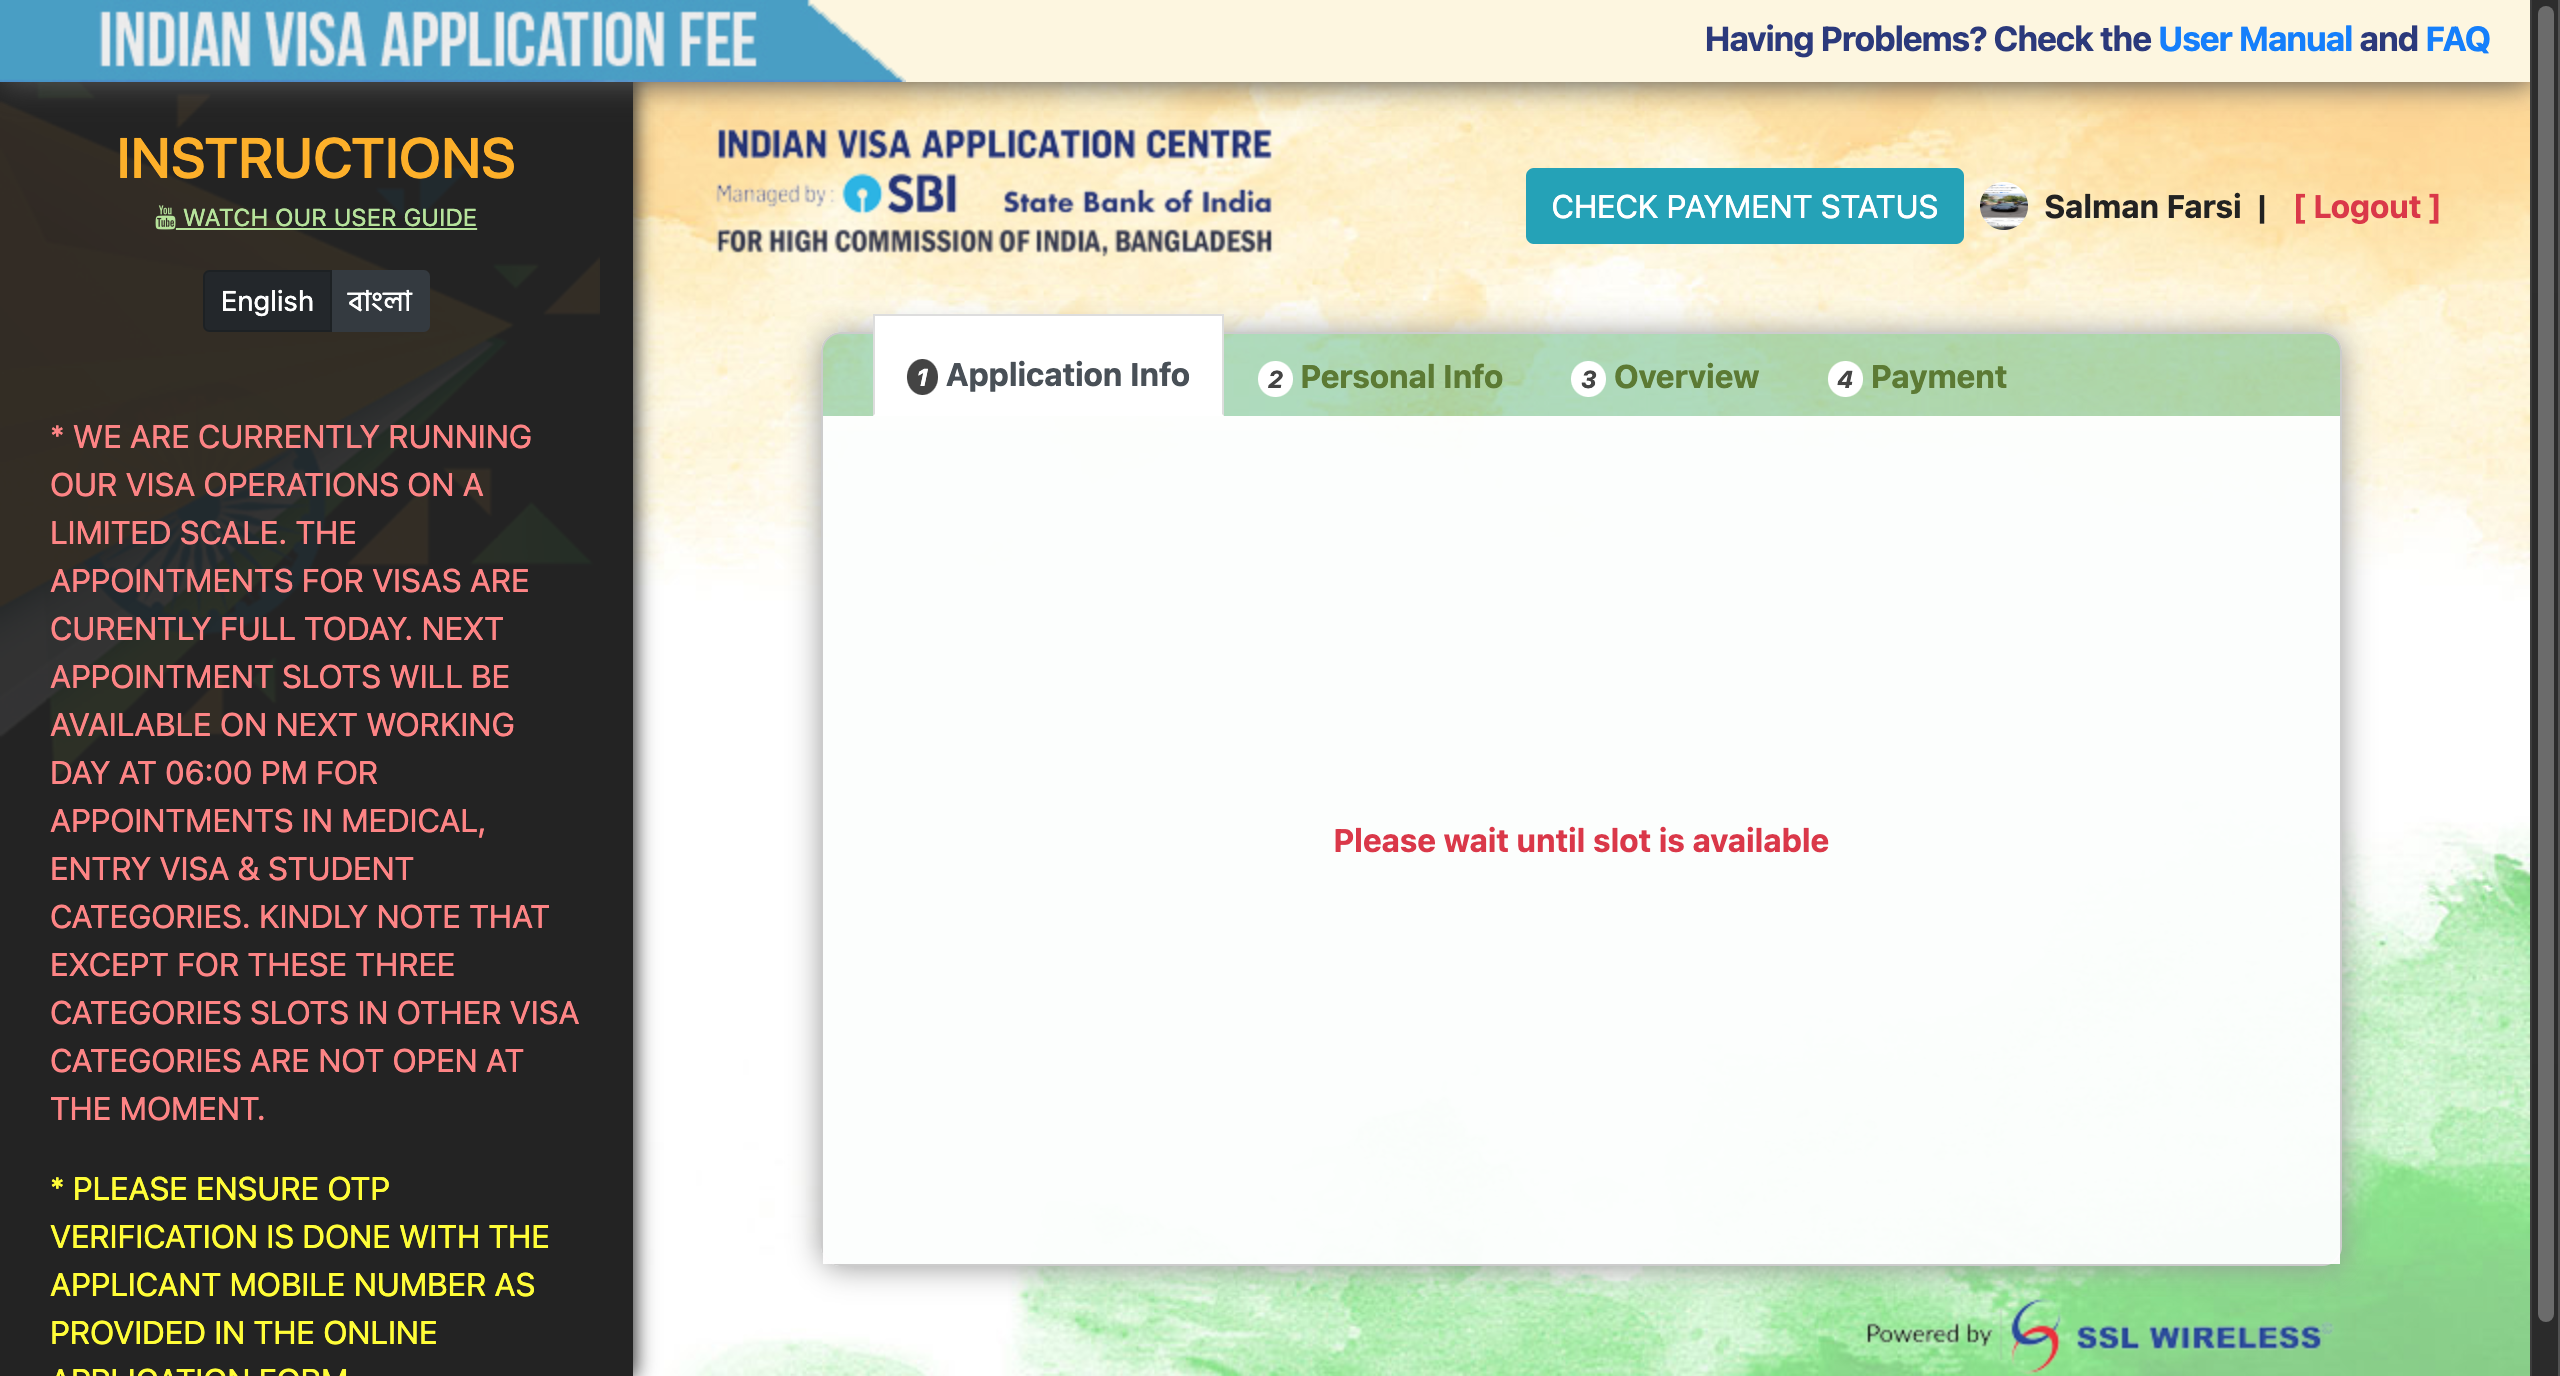 INDIAN VISA APPLICATION FEE
Having Problems? Check the User Manual and FAQ
INSTRUCTIONS
You Tube WATCH OUR USER GUIDE
English বাংলা
* WE ARE CURRENTLY RUNNING
OUR VISA OPERATIONS ON A
LIMITED SCALE. THE
APPOINTMENTS FOR VISAS ARE
CURENTLY FULL TODAY. NEXT
APPOINTMENT SLOTS WILL BE
AVAILABLE ON NEXT WORKING
DAY AT 06:00 PM FOR
APPOINTMENTS IN MEDICAL,
ENTRY VISA & STUDENT
CATEGORIES. KINDLY NOTE THAT
EXCEPT FOR THESE THREE
CATEGORIES SLOTS IN OTHER VISA
CATEGORIES ARE NOT OPEN AT
THE MOMENT.
* PLEASE ENSURE OTP
VERIFICATION IS DONE WITH THE
APPLICANT MOBILE NUMBER AS
PROVIDED IN THE ONLINE
APPLICATION FORM
INDIAN VISA APPLICATION CENTRE
Managed by : SBI State Bank of India
FOR HIGH COMMISSION OF INDIA, BANGLADESH
CHECK PAYMENT STATUS
Salman Farsi | [ Logout ]
1 Application Info
2 Personal Info
3 Overview
4 Payment
Please wait until slot is available
Powered by SSL WIRELESS